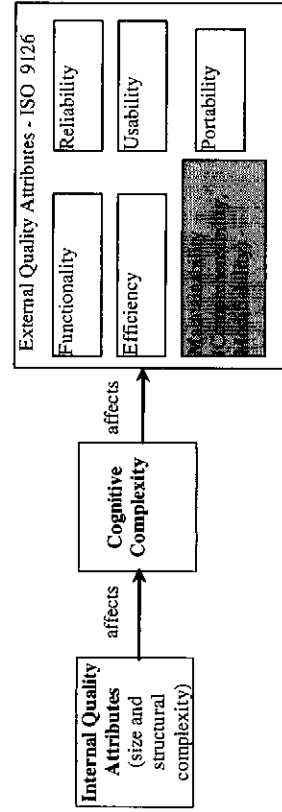 Internal Quality
Attributes
(size and
structural
complexity)
affects
Cognitive
Complexity
affects
External Quality Attributes - ISO 9126
Functionality
Reliability
Efficiency
Usability
Portability